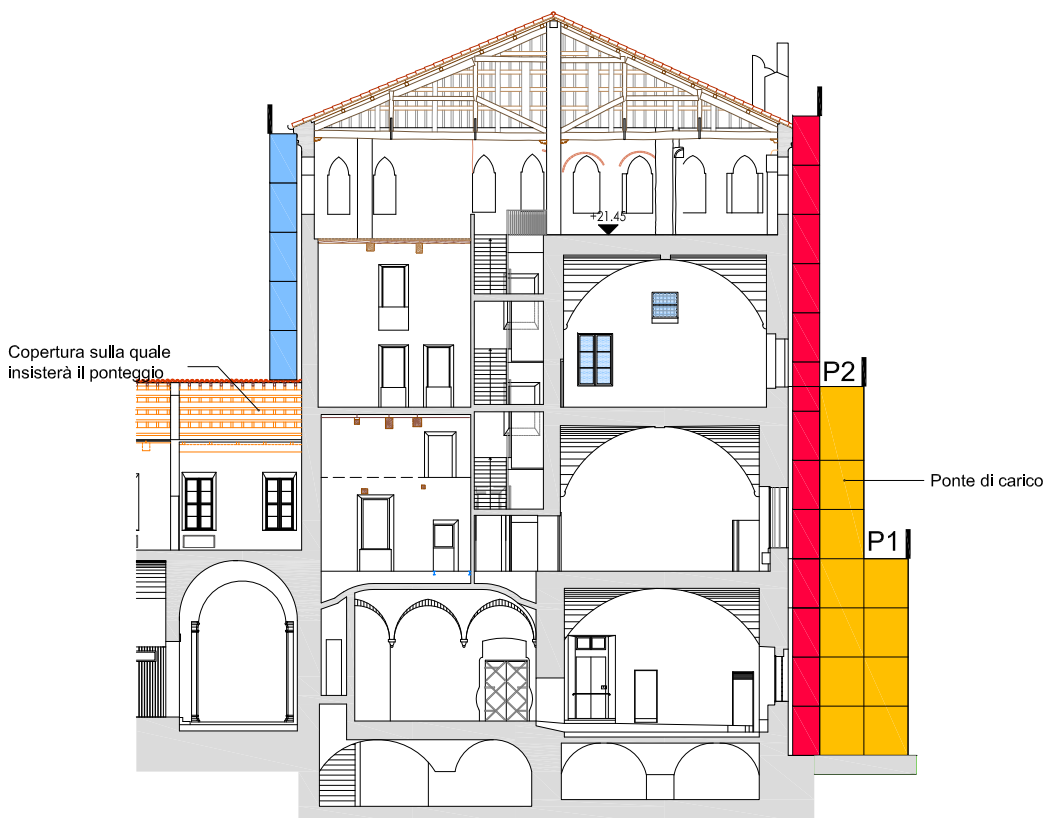 +21.45
Copertura sulla quale
insisterà il ponteggio
P2
Ponte di carico
P1